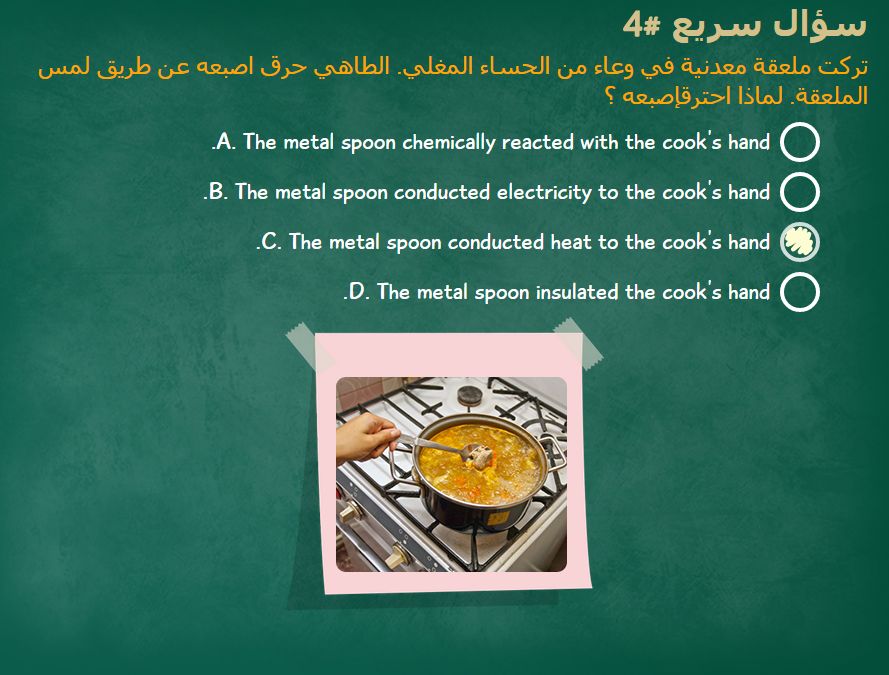 سؤال سريع #4
تركت ملعقة معدنية في وعاء من الحساء المغلي. الطاهي حرق اصبعه عن طريق لمس
الملعقة. لماذا احترقإصبعه ؟
.A. The metal spoon chemically reacted with the cook's hand
.B. The metal spoon conducted electricity to the cook's hand
.C. The metal spoon conducted heat to the cook's hand
.D. The metal spoon insulated the cook's hand